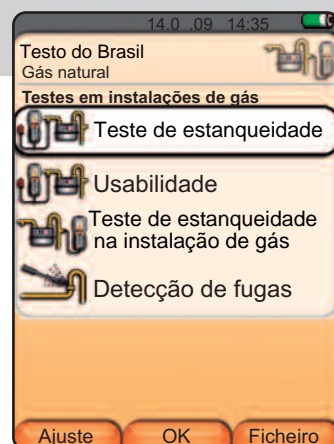 14.0 .09 14:35
Testo do Brasil
Gás natural
Testes em instalações de gás
Teste de estanqueidade
Usabilidade
Teste de estanqueidade
na instalação de gás
Detecção de fugas
Ajuste OK Ficheiro